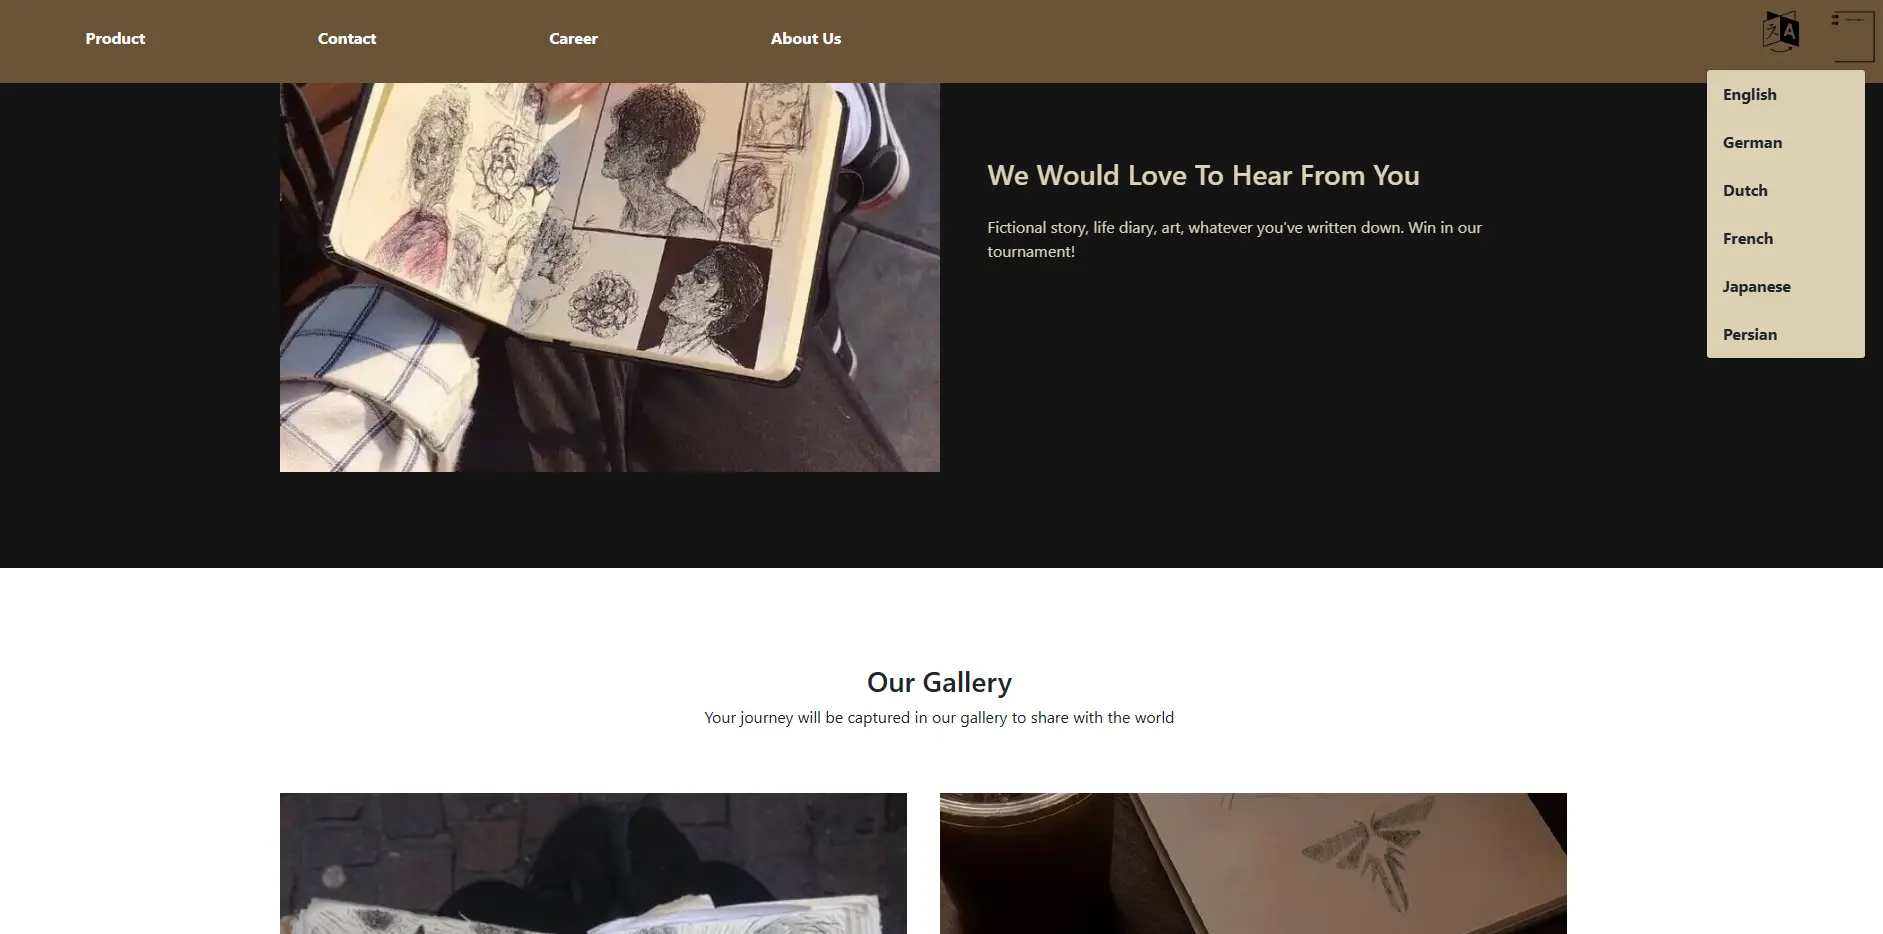 Product
Contact
Career
About Us
A
English
German
Dutch
French
Japanese
Persian
We Would Love To Hear From You
Fictional story, life diary, art, whatever you've written down. Win in our
tournament!
Our Gallery
Your journey will be captured in our gallery to share with the world